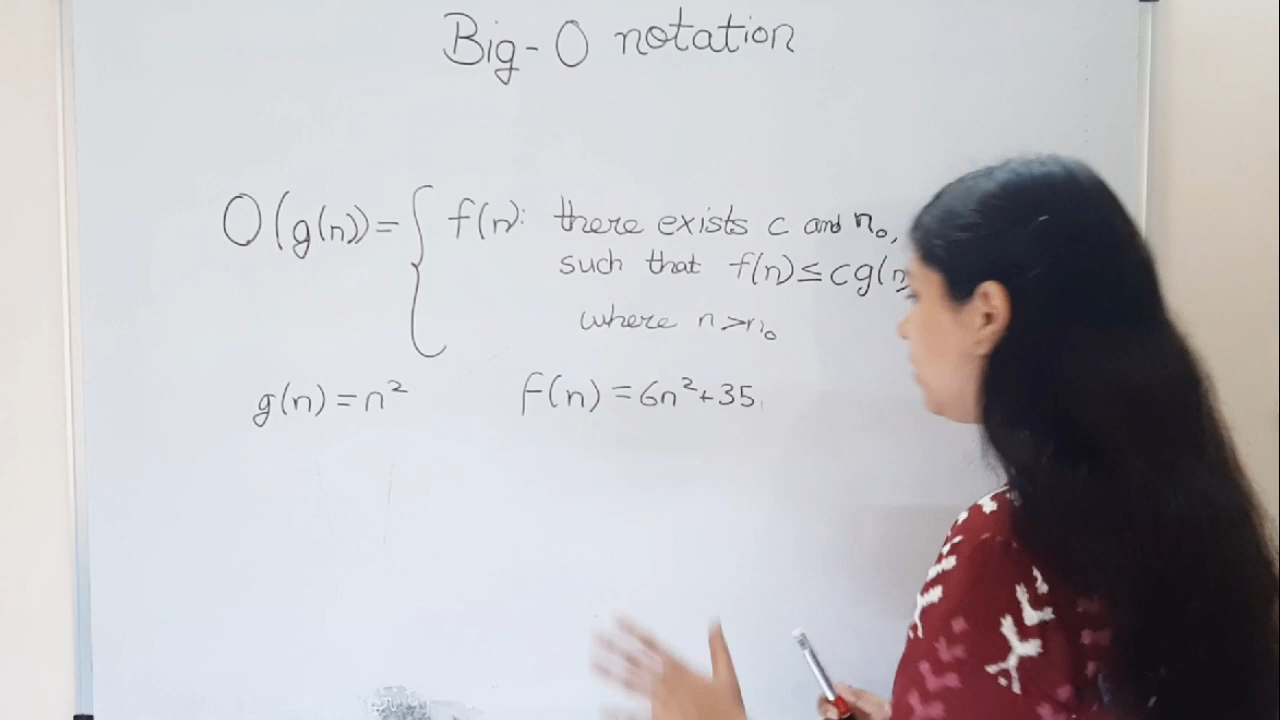 Big-O notation
O(g(n))= { f(n): there exists c and n₀,
such that f(n)≤cg(n
where n>n₀
g(n)=n² f(n)=6n²+35